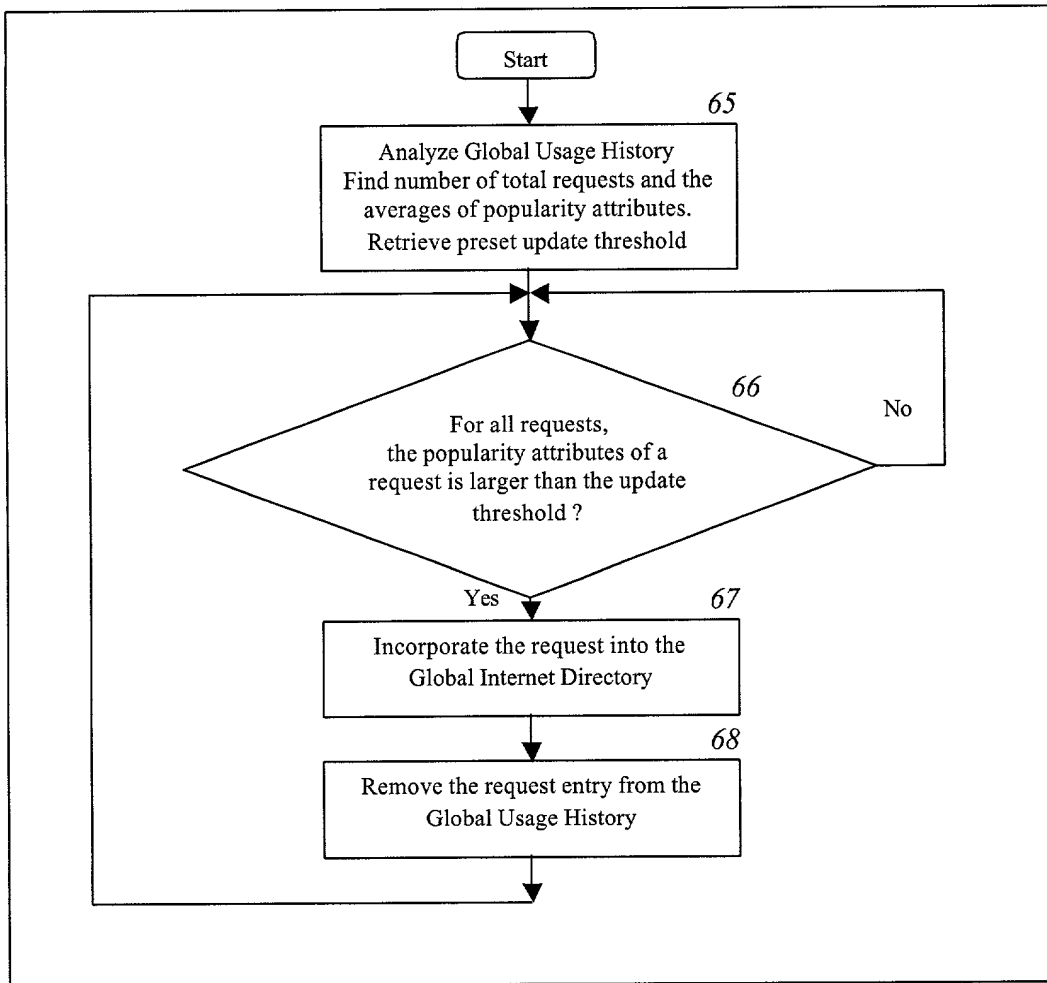 Start
65
Analyze Global Usage History
Find number of total requests and the
averages of popularity attributes.
Retrieve preset update threshold
66
No
For all requests,
the popularity attributes of a
request is larger than the update
threshold ?
Yes
67
Incorporate the request into the
Global Internet Directory
68
Remove the request entry from the
Global Usage History